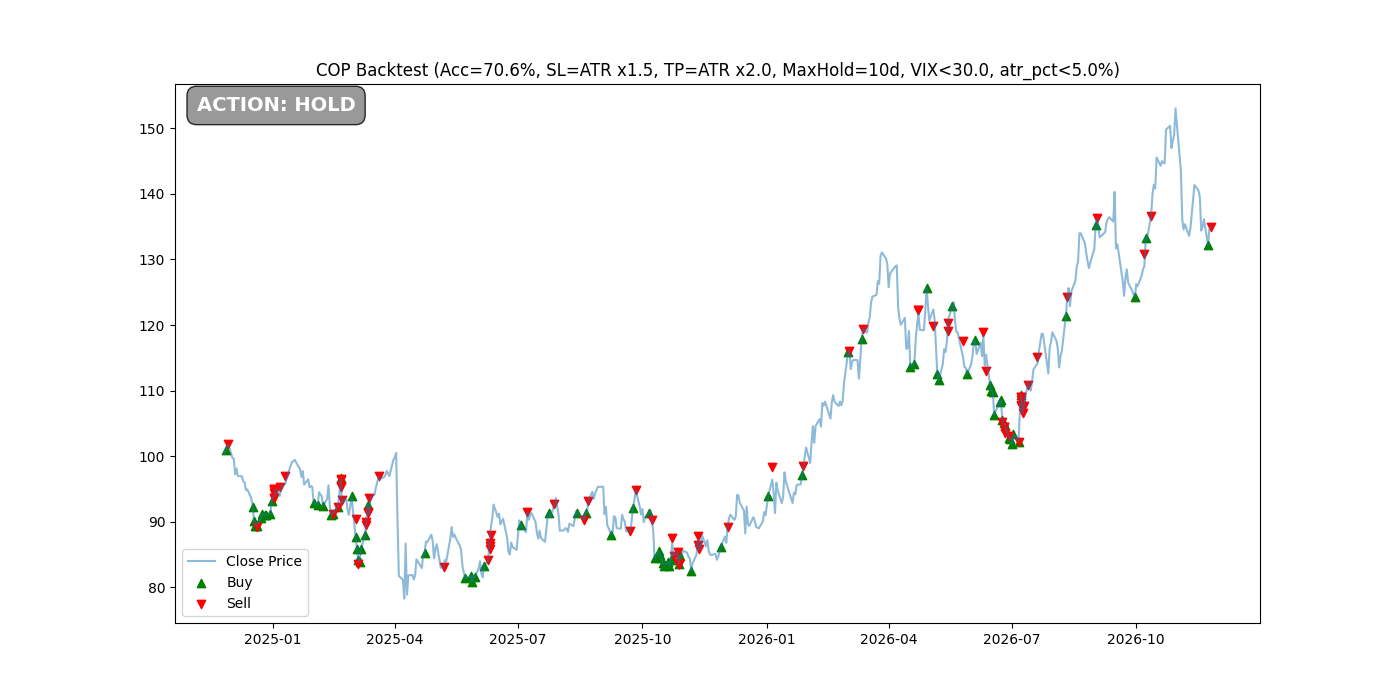 COP Backtest (Acc=70.6%, SL=ATR x1.5, TP=ATR x2.0, MaxHold=10d, VIX<30.0, atr_pct<5.0%)
ACTION: HOLD
150
140
130
120
110
100
90
80
Close Price
Buy
Sell
2025-01 2025-04 2025-07 2025-10 2026-01 2026-04 2026-07 2026-10